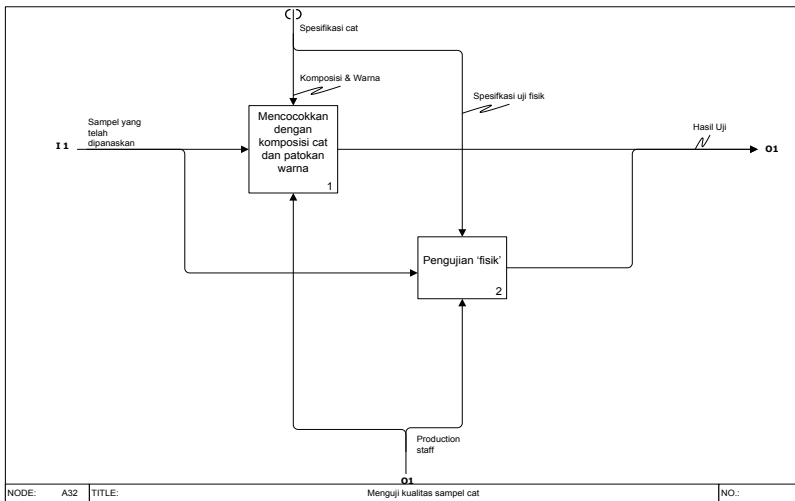 Spesifikasi cat
Komposisi & Warna
Spesifkasi uji fisik
Sampel yang
telah
dipanaskan
I 1
Mencocokkan
dengan
komposisi cat
dan patokan
warna
1
Hasil Uji
O1
Pengujian ‘fisik’
2
Production
staff
O1
NODE: A32 TITLE: Menguji kualitas sampel cat NO.: